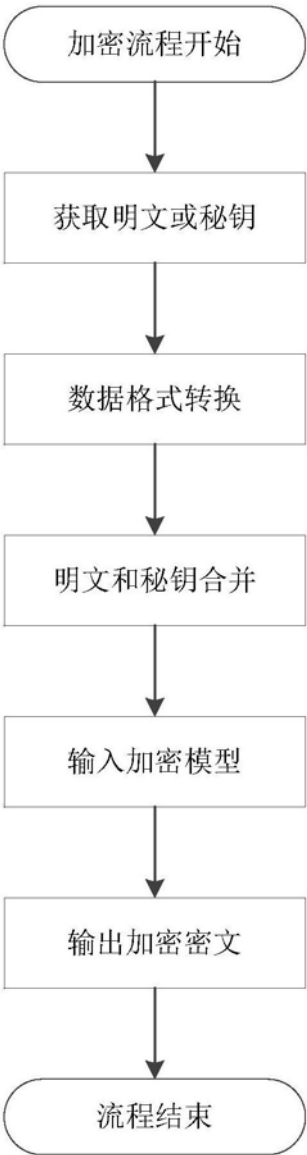 加密流程开始
获取明文或秘钥
数据格式转换
明文和秘钥合并
输入加密模型
输出加密密文
流程结束